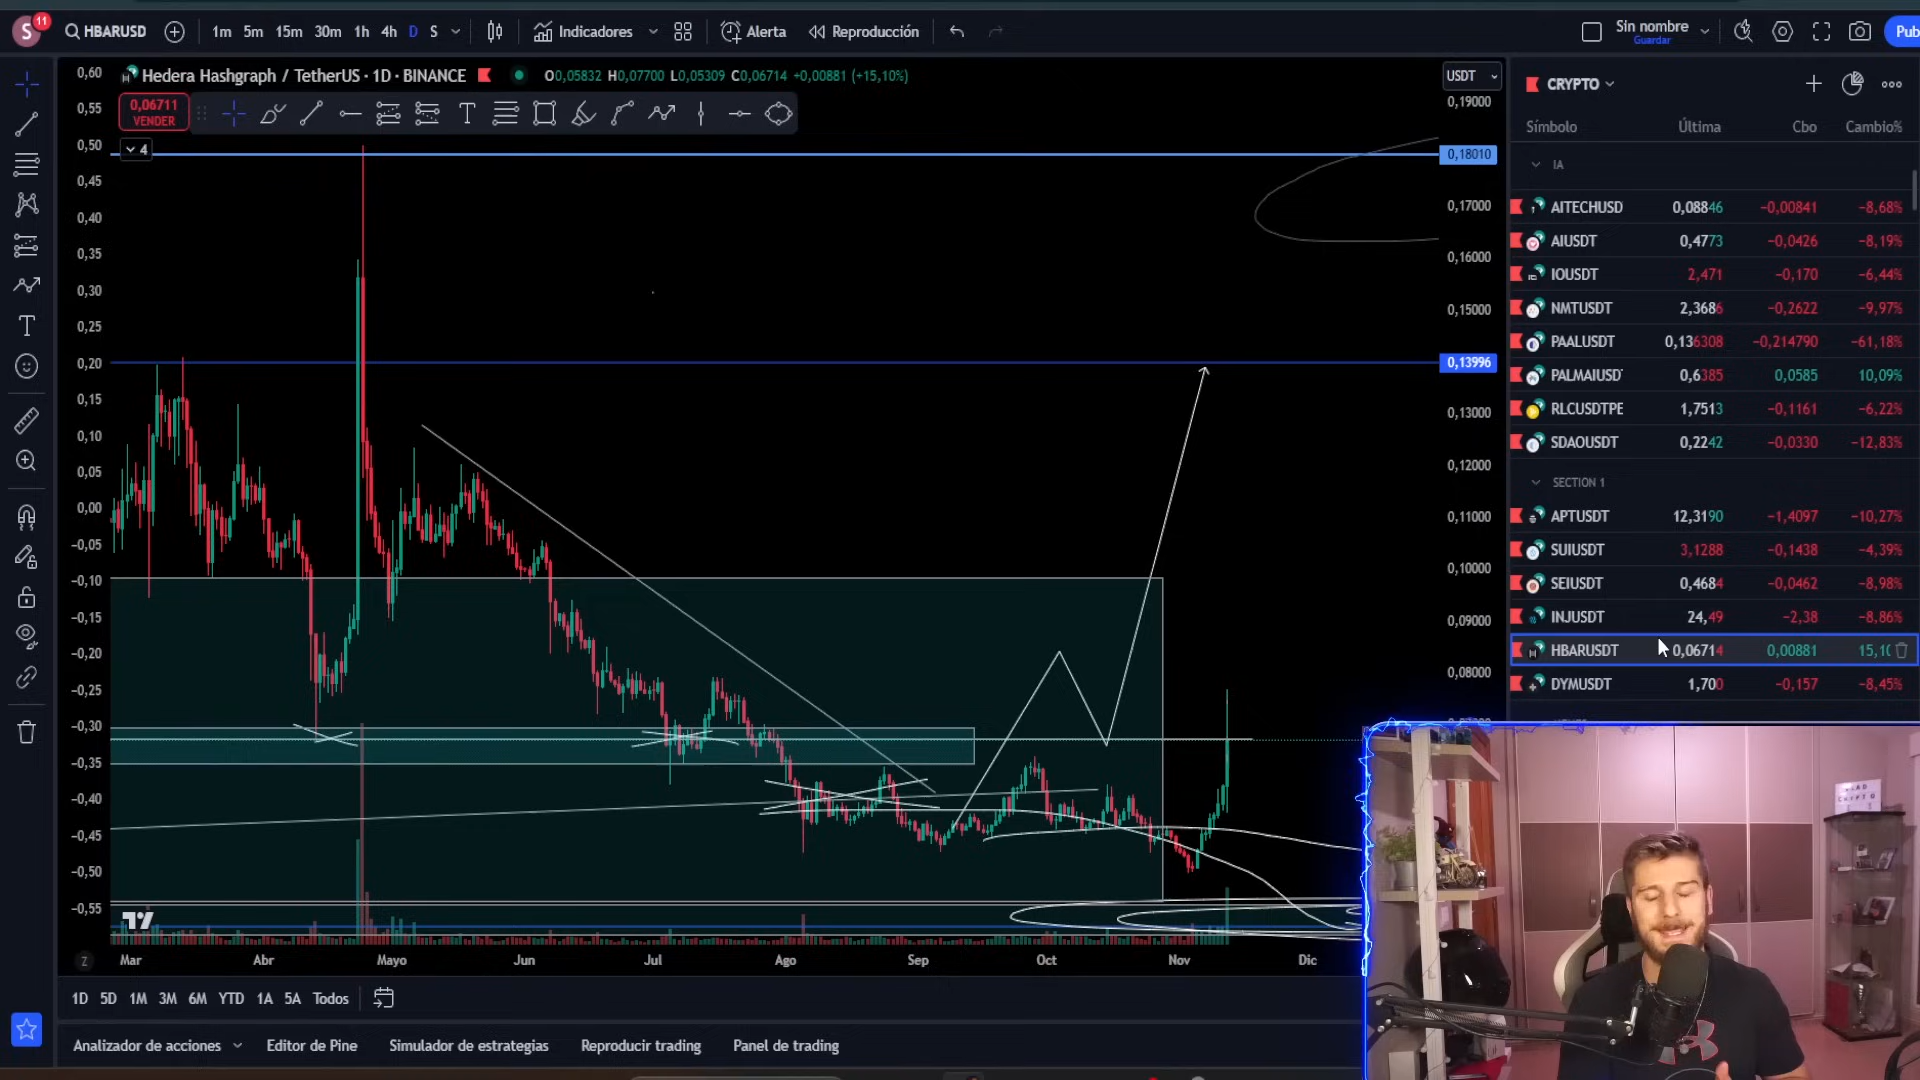 S 11 HBARUSD 1m 5m 15m 30m 1h 4h D S Indicadores Alerta Reproducción Sin nombre Pub
Guardar
Hedera Hashgraph / TetherUS · 1D · BINANCE O0,05832 H0,07700 L0,05309 C0,06714 +0,00881 (+15,10%)
USDT
0,06711
VENDER
4
0,60
0,55
0,50
0,45
0,40
0,35
0,30
0,25
0,20
0,15
0,10
0,05
0,00
−0,05
−0,10
−0,15
−0,20
−0,25
−0,30
−0,35
−0,40
−0,45
−0,50
−0,55
0,19000
0,18010
0,17000
0,16000
0,15000
0,13996
0,13000
0,12000
0,11000
0,10000
0,09000
0,08000
Z Mar Abr Mayo Jun Jul Ago Sep Oct Nov Dic
1D 5D 1M 3M 6M YTD 1A 5A Todos
Analizador de acciones Editor de Pine Simulador de estrategias Reproducir trading Panel de trading
CRYPTO
Símbolo Última Cbo Cambio%
IA
AITECHUSD 0,08846 −0,00841 −8,68%
AIUSDT 0,4773 −0,0426 −8,19%
IOUSDT 2,471 −0,170 −6,44%
NMTUSDT 2,3686 −0,2622 −9,97%
PAALUSDT 0,136308 −0,214790 −61,18%
PALMAIUSD 0,6385 0,0585 10,09%
RLCUSDTPE 1,7513 −0,1161 −6,22%
SDAOUSDT 0,2242 −0,0330 −12,83%
SECTION 1
APTUSDT 12,3190 −1,4097 −10,27%
SUIUSDT 3,1288 −0,1438 −4,39%
SEIUSDT 0,4684 −0,0462 −8,98%
INJUSDT 24,49 −2,38 −8,86%
HBARUSDT 0,06714 0,00881 15,10
DYMUSDT 1,700 −0,157 −8,45%